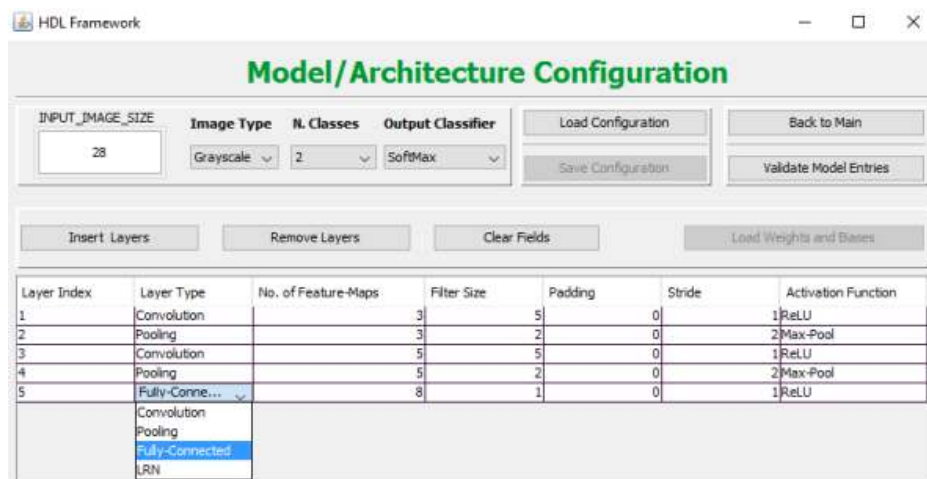 HDL Framework
Model/Architecture Configuration
INPUT_IMAGE_SIZE Image Type N. Classes Output Classifier Load Configuration Back to Main
28 Grayscale 2 SoftMax Save Configuration Validate Model Entries
Insert Layers Remove Layers Clear Fields Load Weights and Biases
Layer Index Layer Type No. of Feature-Maps Filter Size Padding Stride Activation Function
1 Convolution 3 5 0 1 ReLU
2 Pooling 3 2 0 2 Max-Pool
3 Convolution 5 5 0 1 ReLU
4 Pooling 5 2 0 2 Max-Pool
5 Fully-Conne... 8 1 0 1 ReLU
Convolution
Pooling
Fully-Connected
LRN